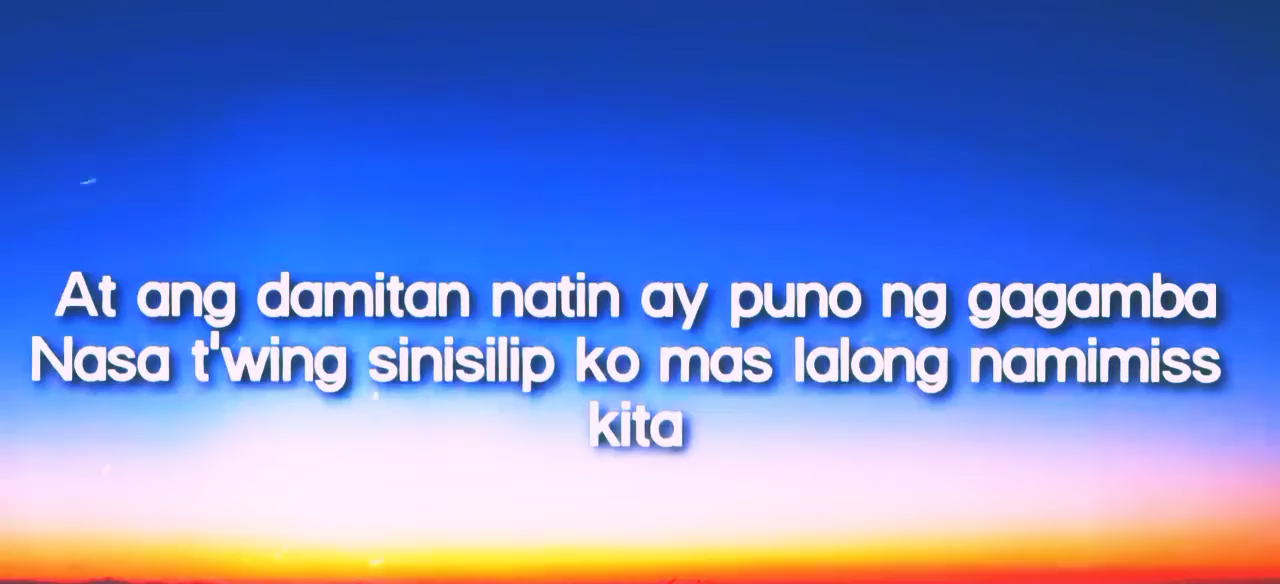 At ang damitan natin ay puno ng gagamba
Nasa t'wing sinisilip ko mas lalong namimiss
kita